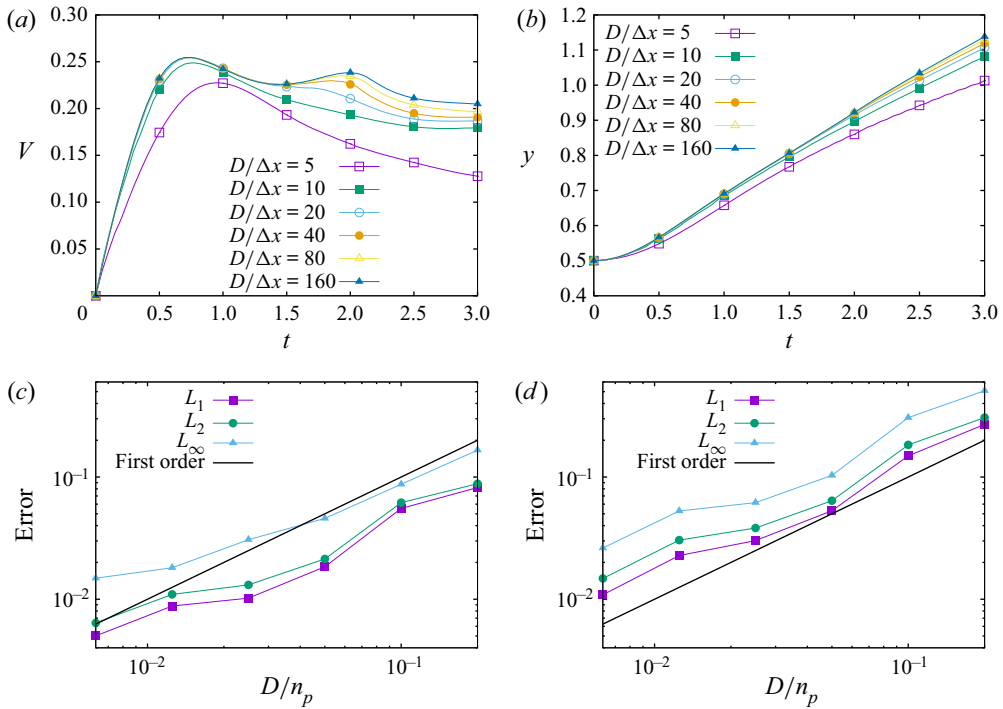 (a)
0.30
0.25
0.20
0.15
0.10
0.05
V
D/Δx = 5
D/Δx = 10
D/Δx = 20
D/Δx = 40
D/Δx = 80
D/Δx = 160
0 0.5 1.0 1.5 2.0 2.5 3.0
t
(b)
1.2
1.1
1.0
0.9
0.8
0.7
0.6
0.5
0.4
y
D/Δx = 5
D/Δx = 10
D/Δx = 20
D/Δx = 40
D/Δx = 80
D/Δx = 160
0 0.5 1.0 1.5 2.0 2.5 3.0
t
(c)
L₁
L₂
L∞
First order
10⁻¹
10⁻²
Error
10⁻² 10⁻¹
D/nₚ
(d)
L₁
L₂
L∞
First order
10⁻¹
10⁻²
Error
10⁻² 10⁻¹
D/nₚ